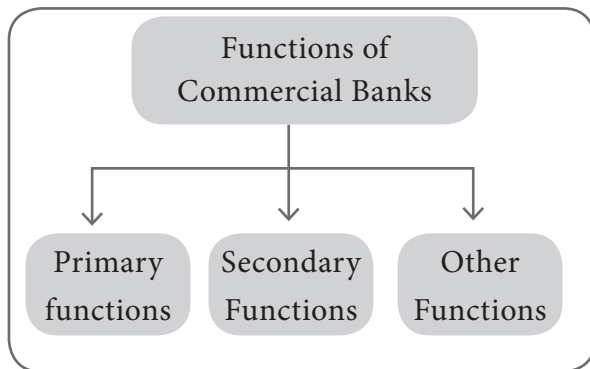 Functions of
Commercial Banks
Primary
functions
Secondary
Functions
Other
Functions